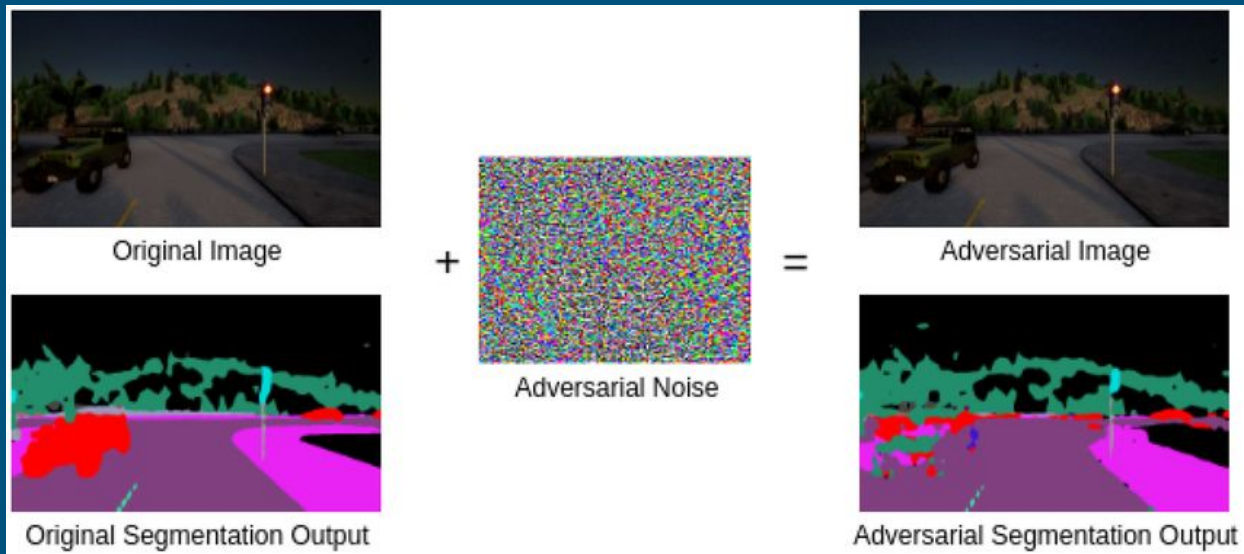 Original Image
+
Adversarial Noise
=
Adversarial Image
Original Segmentation Output
Adversarial Segmentation Output